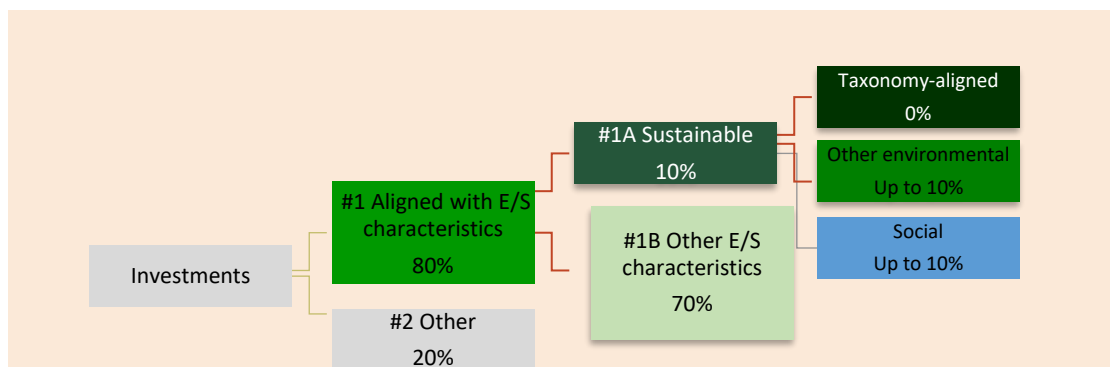 Investments
#1 Aligned with E/S
characteristics
80%
#2 Other
20%
#1A Sustainable
10%
#1B Other E/S
characteristics
70%
Taxonomy-aligned
0%
Other environmental
Up to 10%
Social
Up to 10%